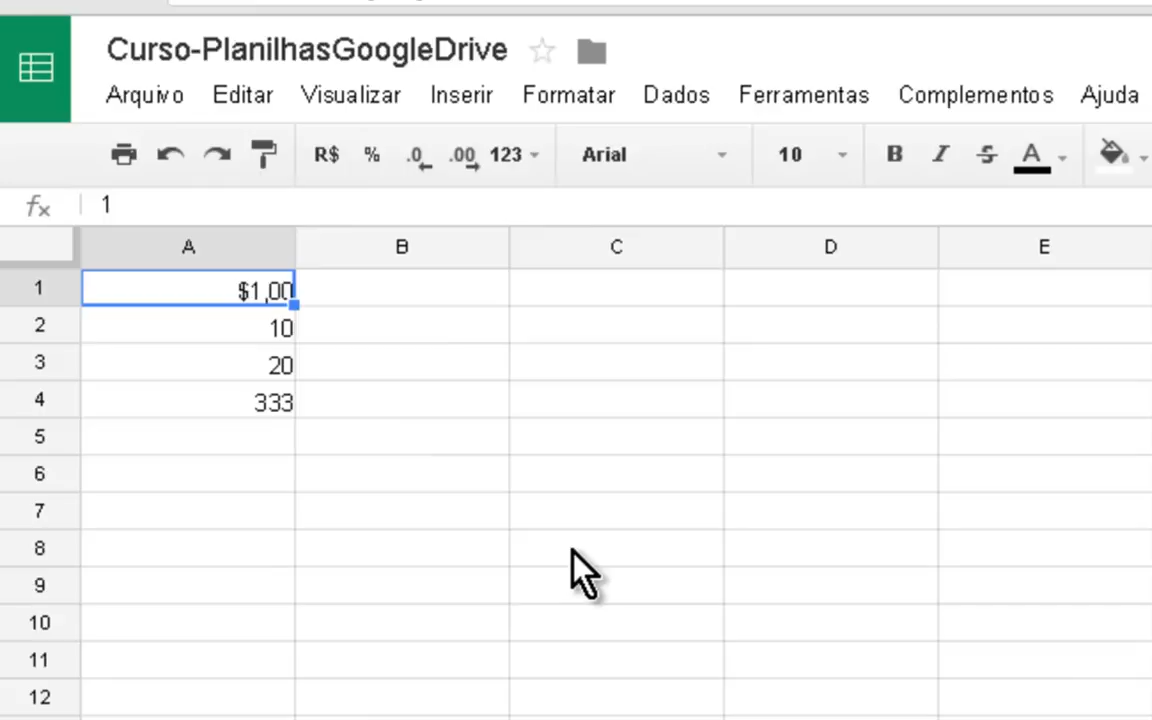 Curso-PlanilhasGoogleDrive
Arquivo Editar Visualizar Inserir Formatar Dados Ferramentas Complementos Ajuda
R$ % .0 .00 123 Arial 10 B I S A
fx 1
A B C D E
1 $1,00
2 10
3 20
4 333
5
6
7
8
9
10
11
12